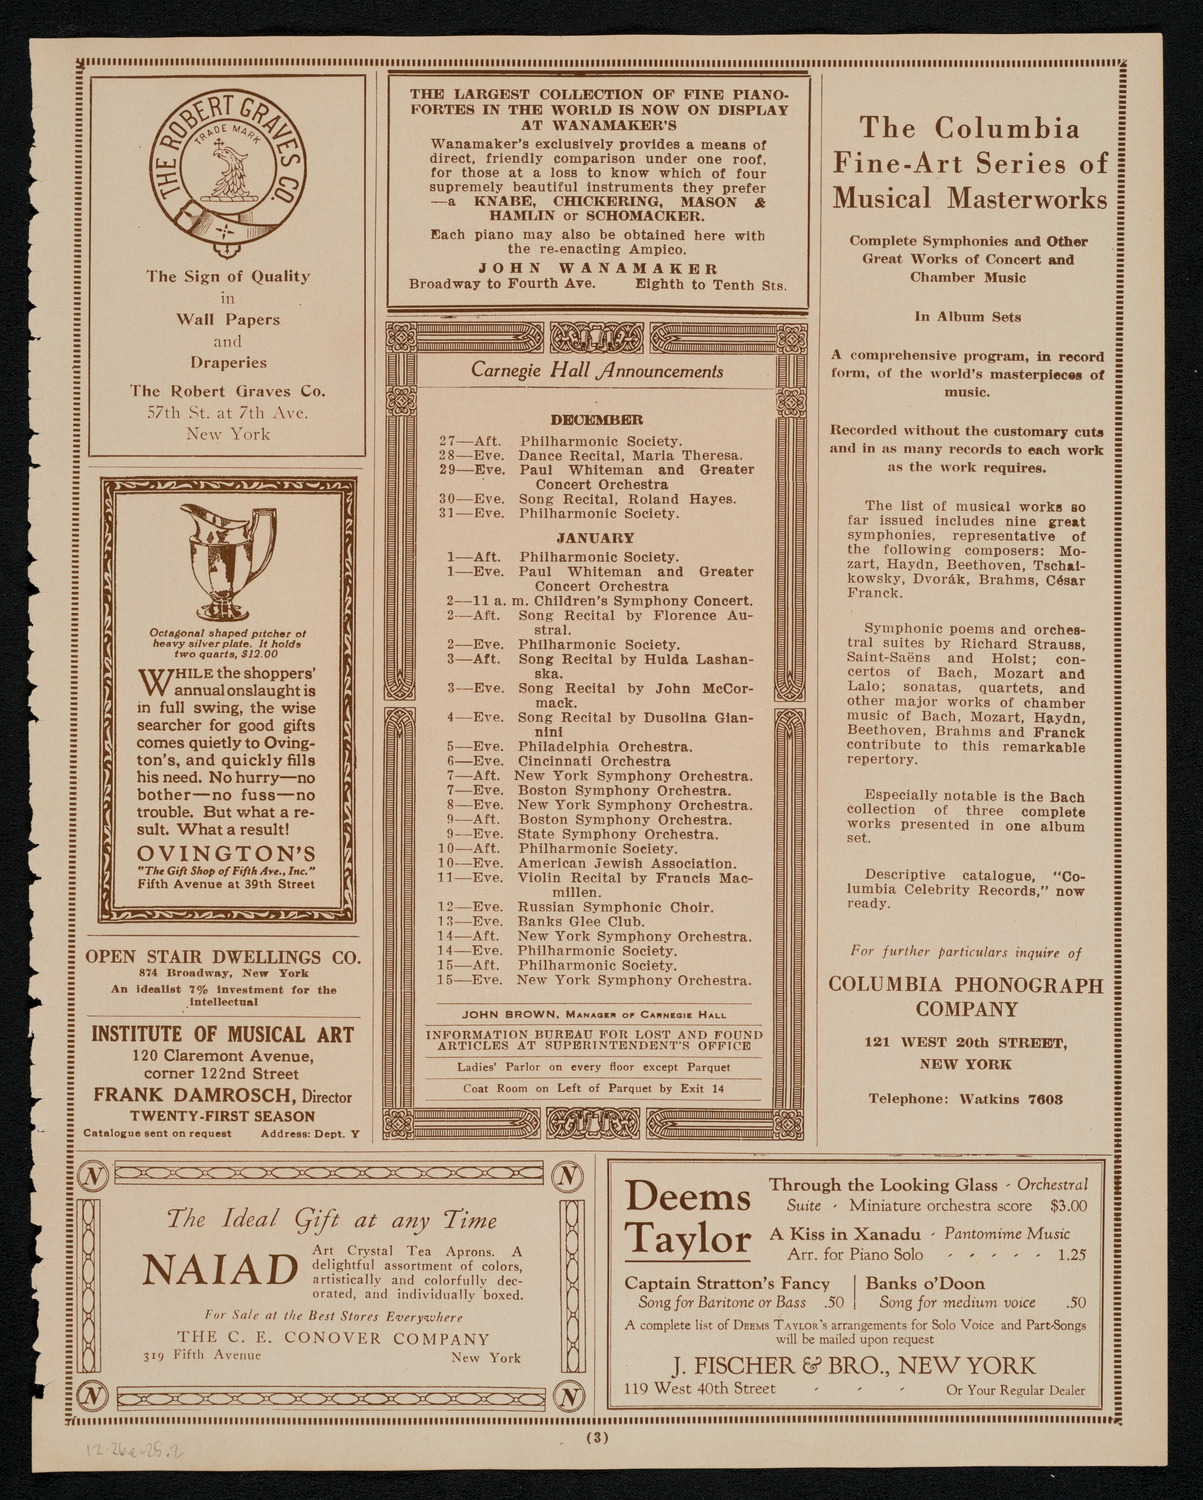 THE ROBERT GRAVES CO.
TRADE MARK
The Sign of Quality
in
Wall Papers
and
Draperies
The Robert Graves Co.
57th St. at 7th Ave.
New York
Octagonal shaped pitcher of
heavy silver plate. It holds
two quarts, $12.00
WHILE the shoppers'
annual onslaught is
in full swing, the wise
searcher for good gifts
comes quietly to Oving-
ton's, and quickly fills
his need. No hurry—no
bother—no fuss—no
trouble. But what a re-
sult. What a result!
OVINGTON'S
"The Gift Shop of Fifth Ave., Inc."
Fifth Avenue at 39th Street
OPEN STAIR DWELLINGS CO.
874 Broadway, New York
An idealist 7% investment for the
intellectual
INSTITUTE OF MUSICAL ART
120 Claremont Avenue,
corner 122nd Street
FRANK DAMROSCH, Director
TWENTY-FIRST SEASON
Catalogue sent on request Address: Dept. Y
THE LARGEST COLLECTION OF FINE PIANO-
FORTES IN THE WORLD IS NOW ON DISPLAY
AT WANAMAKER'S
Wanamaker's exclusively provides a means of
direct, friendly comparison under one roof,
for those at a loss to know which of four
supremely beautiful instruments they prefer
—a KNABE, CHICKERING, MASON &
HAMLIN or SCHOMACKER.
Each piano may also be obtained here with
the re-enacting Ampico.
JOHN WANAMAKER
Broadway to Fourth Ave. Eighth to Tenth Sts.
Carnegie Hall Announcements
DECEMBER
27—Aft. Philharmonic Society.
28—Eve. Dance Recital, Maria Theresa.
29—Eve. Paul Whiteman and Greater
Concert Orchestra
30—Eve. Song Recital, Roland Hayes.
31—Eve. Philharmonic Society.
JANUARY
1—Aft. Philharmonic Society.
1—Eve. Paul Whiteman and Greater
Concert Orchestra
2—11 a. m. Children's Symphony Concert.
2—Aft. Song Recital by Florence Au-
stral.
2—Eve. Philharmonic Society.
3—Aft. Song Recital by Hulda Lashan-
ska.
3—Eve. Song Recital by John McCor-
mack.
4—Eve. Song Recital by Dusolina Gian-
nini
5—Eve. Philadelphia Orchestra.
6—Eve. Cincinnati Orchestra
7—Aft. New York Symphony Orchestra.
7—Eve. Boston Symphony Orchestra.
8—Eve. New York Symphony Orchestra.
9—Aft. Boston Symphony Orchestra.
9—Eve. State Symphony Orchestra.
10—Aft. Philharmonic Society.
10—Eve. American Jewish Association.
11—Eve. Violin Recital by Francis Mac-
millen.
12—Eve. Russian Symphonic Choir.
13—Eve. Banks Glee Club.
14—Aft. New York Symphony Orchestra.
14—Eve. Philharmonic Society.
15—Aft. Philharmonic Society.
15—Eve. New York Symphony Orchestra.
JOHN BROWN, MANAGER OF CARNEGIE HALL
INFORMATION BUREAU FOR LOST AND FOUND
ARTICLES AT SUPERINTENDENT'S OFFICE
Ladies' Parlor on every floor except Parquet
Coat Room on Left of Parquet by Exit 14
The Columbia
Fine-Art Series of
Musical Masterworks
Complete Symphonies and Other
Great Works of Concert and
Chamber Music
In Album Sets
A comprehensive program, in record
form, of the world's masterpieces of
music.
Recorded without the customary cuts
and in as many records to each work
as the work requires.
The list of musical works so
far issued includes nine great
symphonies, representative of
the following composers: Mo-
zart, Haydn, Beethoven, Tschai-
kowsky, Dvorák, Brahms, César
Franck.
Symphonic poems and orches-
tral suites by Richard Strauss,
Saint-Saëns and Holst; con-
certos of Bach, Mozart and
Lalo; sonatas, quartets, and
other major works of chamber
music of Bach, Mozart, Haydn,
Beethoven, Brahms and Franck
contribute to this remarkable
repertory.
Especially notable is the Bach
collection of three complete
works presented in one album
set.
Descriptive catalogue, "Co-
lumbia Celebrity Records," now
ready.
For further particulars inquire of
COLUMBIA PHONOGRAPH
COMPANY
121 WEST 20th STREET,
NEW YORK
Telephone: Watkins 7603
N
N
The Ideal Gift at any Time
NAIAD
Art Crystal Tea Aprons. A
delightful assortment of colors,
artistically and colorfully dec-
orated, and individually boxed.
For Sale at the Best Stores Everywhere
THE C. E. CONOVER COMPANY
319 Fifth Avenue New York
N
N
Deems
Taylor
Through the Looking Glass - Orchestral
Suite - Miniature orchestra score $3.00
A Kiss in Xanadu - Pantomime Music
Arr. for Piano Solo - - - - - 1.25
Captain Stratton's Fancy
Song for Baritone or Bass .50
Banks o'Doon
Song for medium voice .50
A complete list of DEEMS TAYLOR'S arrangements for Solo Voice and Part-Songs
will be mailed upon request
J. FISCHER & BRO., NEW YORK
119 West 40th Street - - - Or Your Regular Dealer
(3)
12-26e-25.2